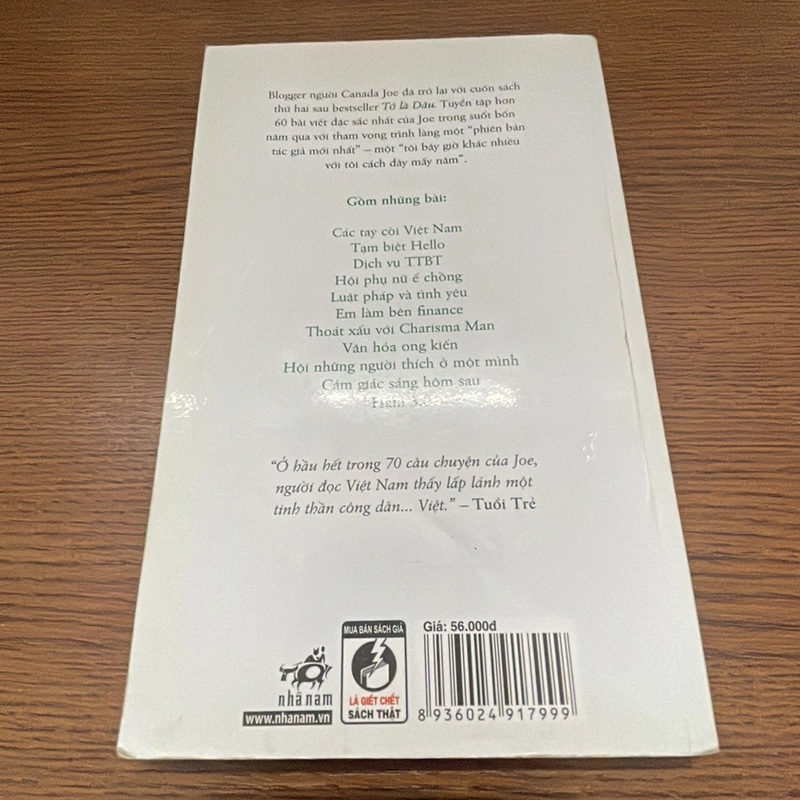 Blogger người Canada Joe đã trở lại với cuốn sách
thứ hai sau bestseller Tớ là Dâu. Tuyển tập hơn
60 bài viết đặc sắc nhất của Joe trong suốt bốn
năm qua với tham vọng trình làng một “phiên bản
tác giả mới nhất” – một “tôi bây giờ khác nhiều
với tôi cách đây mấy năm”.
Gồm những bài:
Các tay còi Việt Nam
Tạm biệt Hello
Dịch vụ TTBT
Hội phụ nữ ế chồng
Luật pháp và tình yêu
Em làm bên finance
Thoát xấu với Charisma Man
Văn hóa ong kiến
Hội những người thích ở một mình
Cảm giác sáng hôm sau
“Ở hầu hết trong 70 câu chuyện của Joe,
người đọc Việt Nam thấy lấp lánh một
tinh thần công dân... Việt.” – Tuổi Trẻ
nhã nam
www.nhanam.vn
MUA BÁN SÁCH GIẢ
LÀ GIẾT CHẾT
SÁCH THẬT
Giá: 56.000đ
8 936024 917999